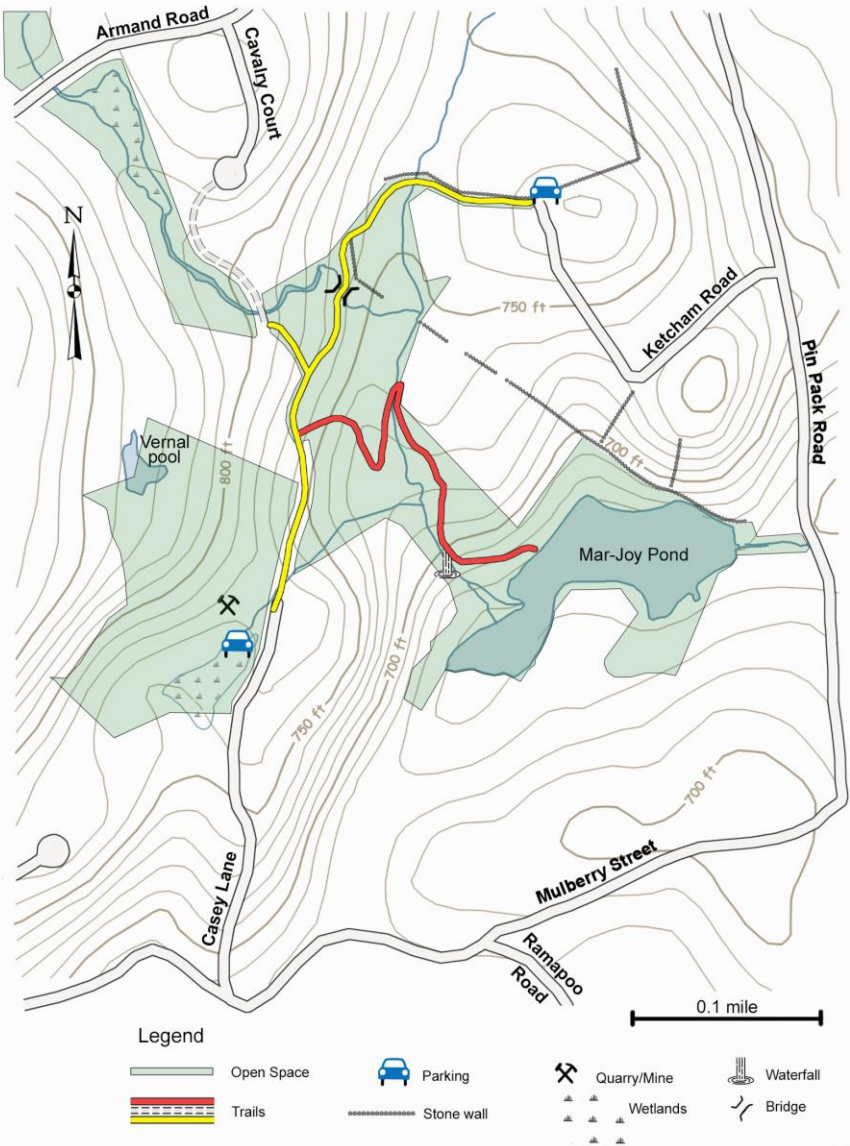 Armand Road
Cavalry Court
N
750 ft
Ketcham Road
Pin Pack Road
Vernal
pool
800 ft
700 ft
Mar-Joy Pond
700 ft
750 ft
700 ft
Mulberry Street
Casey Lane
Ramapoo
Road
0.1 mile
Legend
Open Space
Parking
Quarry/Mine
Waterfall
Trails
Stone wall
Wetlands
Bridge